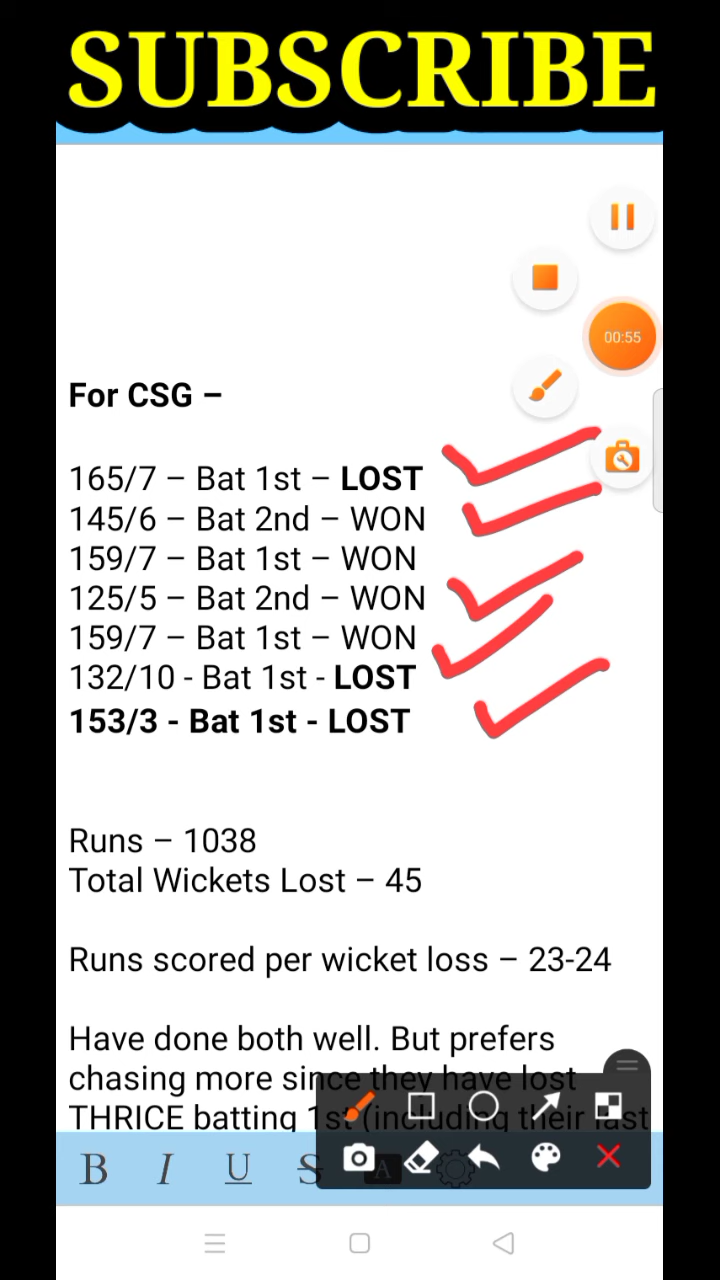 SUBSCRIBE
00:55
For CSG –
165/7 – Bat 1st – LOST
145/6 – Bat 2nd – WON
159/7 – Bat 1st – WON
125/5 – Bat 2nd – WON
159/7 – Bat 1st – WON
132/10 - Bat 1st - LOST
153/3 - Bat 1st - LOST
Runs – 1038
Total Wickets Lost – 45
Runs scored per wicket loss – 23-24
Have done both well. But prefers
chasing more since they have lost
THRICE batting 1st (including their last
B I U S A